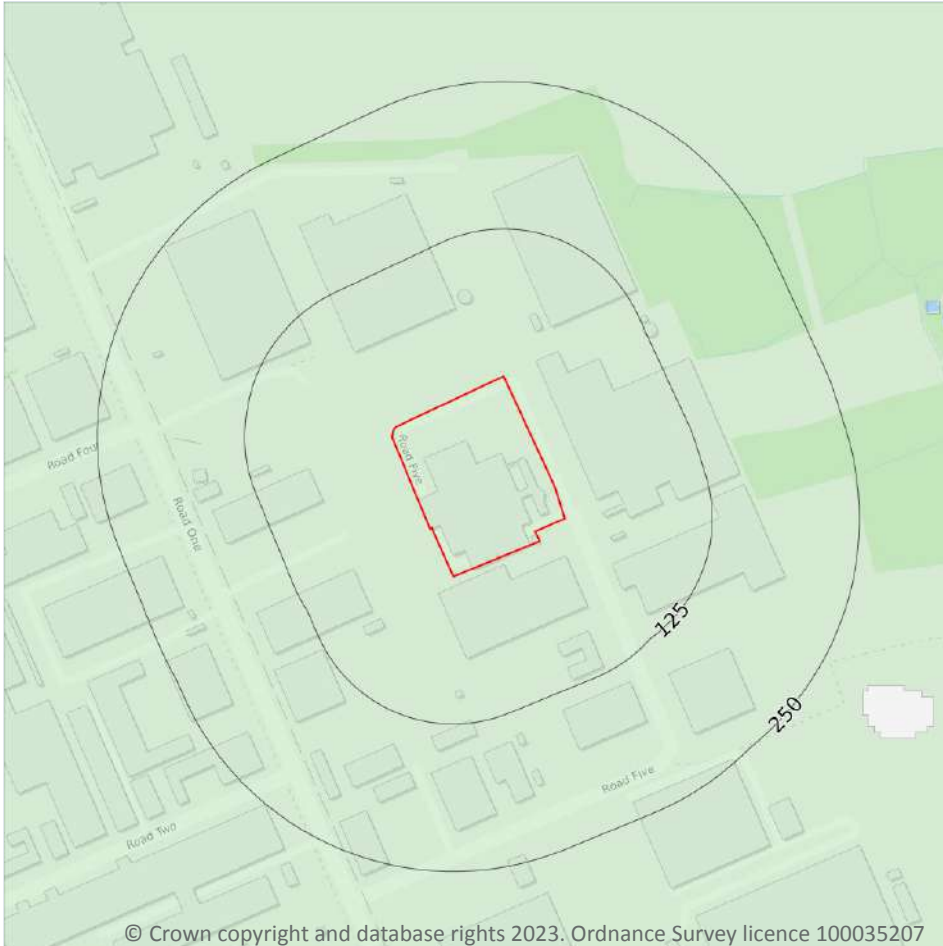 Road Four
Road Five
Road One
125
250
Road Five
Road Two
© Crown copyright and database rights 2023. Ordnance Survey licence 100035207